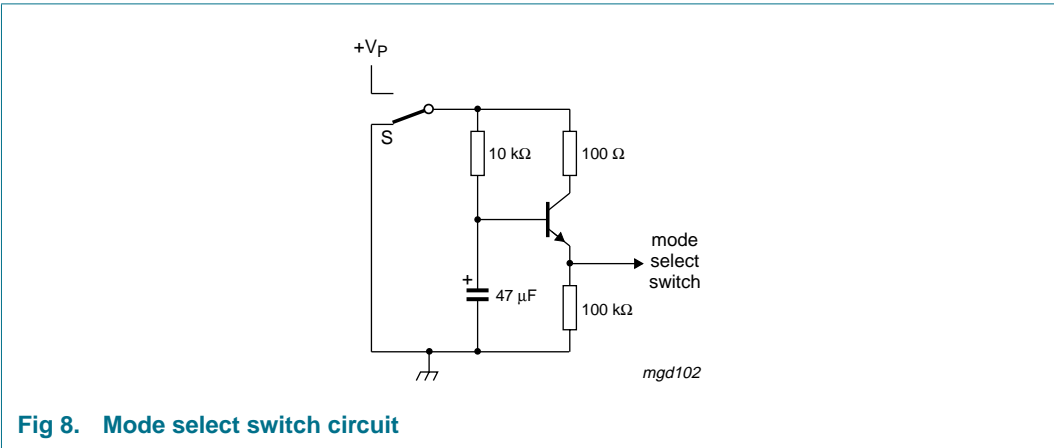 +VP
S
10 kΩ
100 Ω
mode
select
switch
+
47 μF
100 kΩ
mgd102
Fig 8. Mode select switch circuit